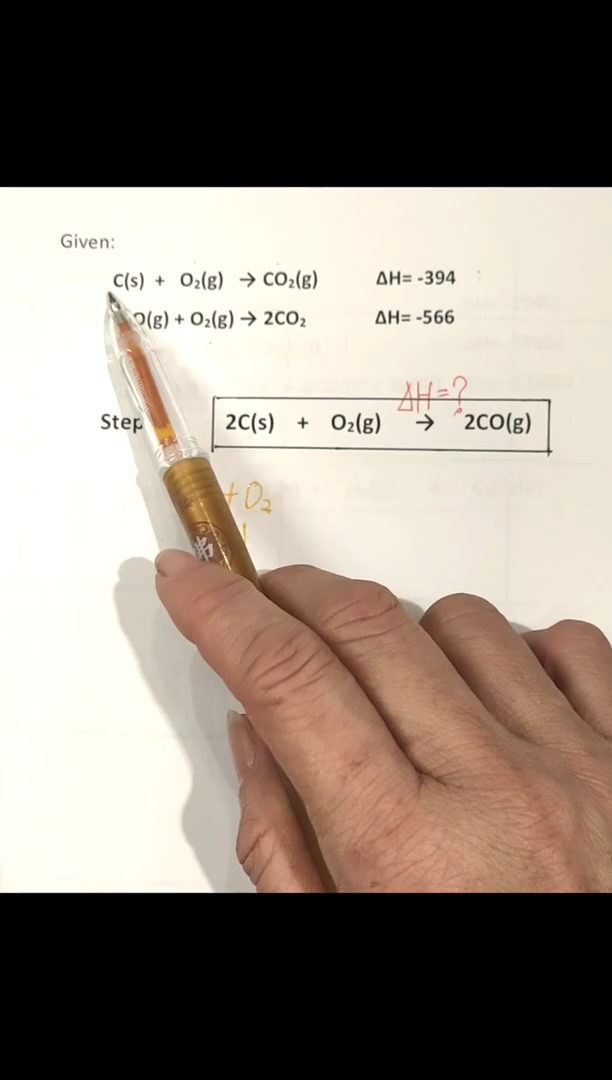 Given:
C(s) + O₂(g) → CO₂(g) ΔH= -394
O(g) + O₂(g) → 2CO₂ ΔH= -566
ΔH=?
Step 2C(s) + O₂(g) → 2CO(g)
+ O₂